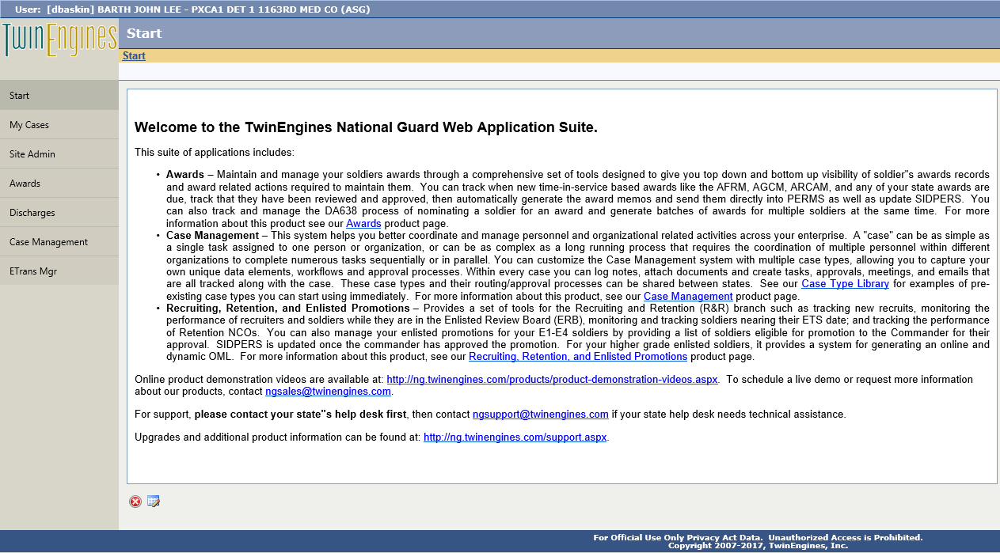 User: [dbaskin] BARTH JOHN LEE - PXCA1 DET 1 1163RD MED CO (ASG)
TwinEngines
Start
Start
Start
My Cases
Site Admin
Awards
Discharges
Case Management
ETrans Mgr
Welcome to the TwinEngines National Guard Web Application Suite.
This suite of applications includes:
• Awards – Maintain and manage your soldiers awards through a comprehensive set of tools designed to give you top down and bottom up visibility of soldier"s awards records
and award related actions required to maintain them. You can track when new time-in-service based awards like the AFRM, AGCM, ARCAM, and any of your state awards are
due, track that they have been reviewed and approved, then automatically generate the award memos and send them directly into PERMS as well as update SIDPERS. You
can also track and manage the DA638 process of nominating a soldier for an award and generate batches of awards for multiple soldiers at the same time. For more
information about this product see our Awards product page.
• Case Management – This system helps you better coordinate and manage personnel and organizational related activities across your enterprise. A "case" can be as simple as
a single task assigned to one person or organization, or can be as complex as a long running process that requires the coordination of multiple personnel within different
organizations to complete numerous tasks sequentially or in parallel. You can customize the Case Management system with multiple case types, allowing you to capture your
own unique data elements, workflows and approval processes. Within every case you can log notes, attach documents and create tasks, approvals, meetings, and emails that
are all tracked along with the case. These case types and their routing/approval processes can be shared between states. See our Case Type Library for examples of pre-
existing case types you can start using immediately. For more information about this product, see our Case Management product page.
• Recruiting, Retention, and Enlisted Promotions – Provides a set of tools for the Recruiting and Retention (R&R) branch such as tracking new recruits, monitoring the
performance of recruiters and soldiers while they are in the Enlisted Review Board (ERB), monitoring and tracking soldiers nearing their ETS date; and tracking the performance
of Retention NCOs. You can also manage your enlisted promotions for your E1-E4 soldiers by providing a list of soldiers eligible for promotion to the Commander for their
approval. SIDPERS is updated once the commander has approved the promotion. For your higher grade enlisted soldiers, it provides a system for generating an online and
dynamic OML. For more information about this product, see our Recruiting, Retention, and Enlisted Promotions product page.
Online product demonstration videos are available at: http://ng.twinengines.com/products/product-demonstration-videos.aspx. To schedule a live demo or request more information
about our products, contact ngsales@twinengines.com.
For support, please contact your state"s help desk first, then contact ngsupport@twinengines.com if your state help desk needs technical assistance.
Upgrades and additional product information can be found at: http://ng.twinengines.com/support.aspx.
For Official Use Only Privacy Act Data. Unauthorized Access is Prohibited.
Copyright 2007-2017, TwinEngines, Inc.